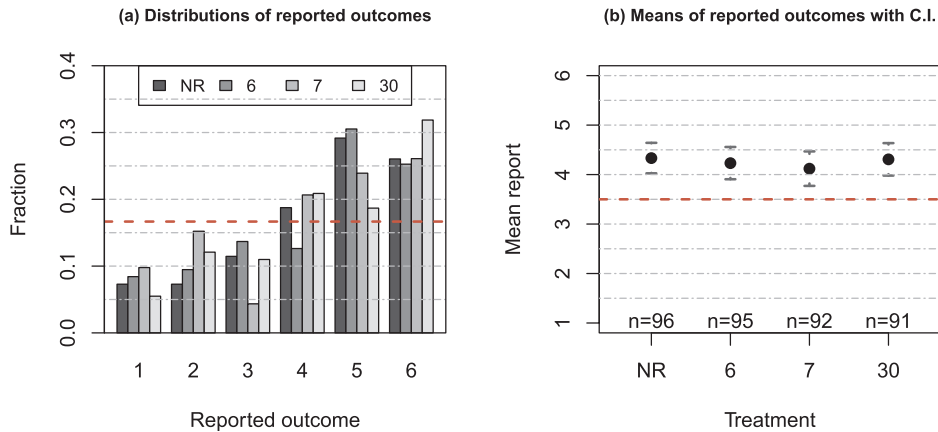 (a) Distributions of reported outcomes
0.4
0.3
0.2
0.1
0.0
Fraction
NR 6 7 30
1 2 3 4 5 6
Reported outcome
(b) Means of reported outcomes with C.I.
6
5
4
3
2
1
Mean report
n=96 n=95 n=92 n=91
NR 6 7 30
Treatment